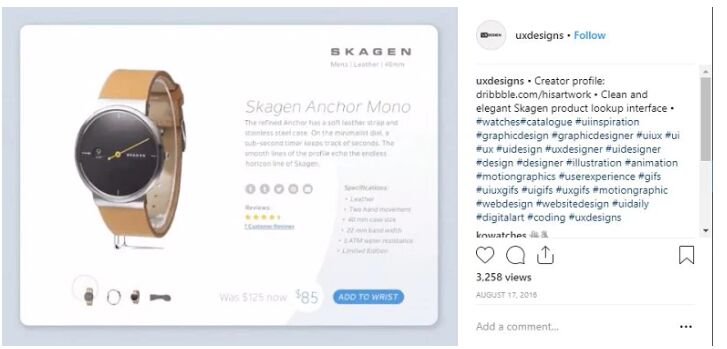 SKAGEN
Mens | Leather | 40mm
Skagen Anchor Mono
The refined Anchor has a soft leather strap and
stainless steel case. On the minimalist dial, a
sub-second timer keeps track of seconds. The
smooth lines of the profile echo the endless
horizon line of Skagen.
SKAGEN
Reviews
1 Customer Reviews
Specifications
• Leather
• Two hand movement
• 40 mm case size
• 22 mm band width
• 5 ATM water resistance
• Limited Edition
Was $125 now $85 ADD TO WRIST
uxdesigns • Follow
uxdesigns • Creator profile:
dribbble.com/hisartwork • Clean and
elegant Skagen product lookup interface •
#watches#catalogue #uiinspiration
#graphicdesign #graphicdesigner #uiux #ui
#ux #uidesign #uxdesigner #uidesigner
#design #designer #illustration #animation
#motiongraphics #userexperience #gifs
#uiuxgifs #uigifs #uxgifs #motiongraphic
#webdesign #websitedesign #uidaily
#digitalart #coding #uxdesigns
kowatches
3.258 views
AUGUST 17, 2016
Add a comment...